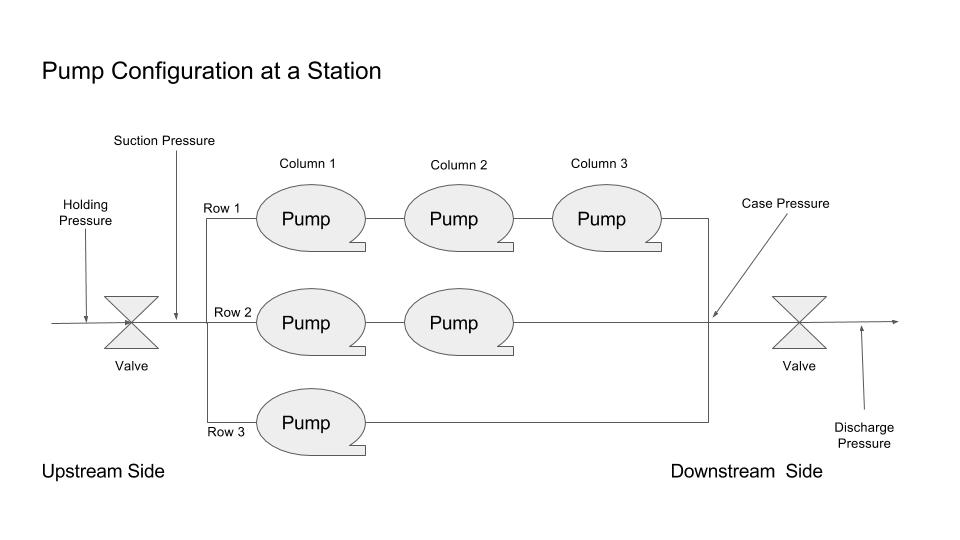 Pump Configuration at a Station
Suction Pressure
Column 1
Column 2
Column 3
Holding
Pressure
Row 1
Pump
Pump
Pump
Case Pressure
Row 2
Pump
Pump
Valve
Valve
Row 3
Pump
Discharge
Pressure
Upstream Side
Downstream  Side